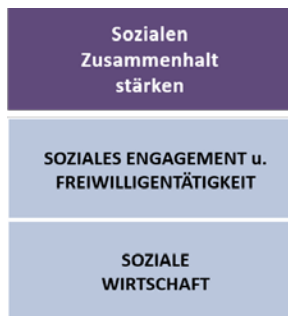 Sozialen
Zusammenhalt
stärken
SOZIALES ENGAGEMENT u.
FREIWILLIGENTÄTIGKEIT
SOZIALE
WIRTSCHAFT